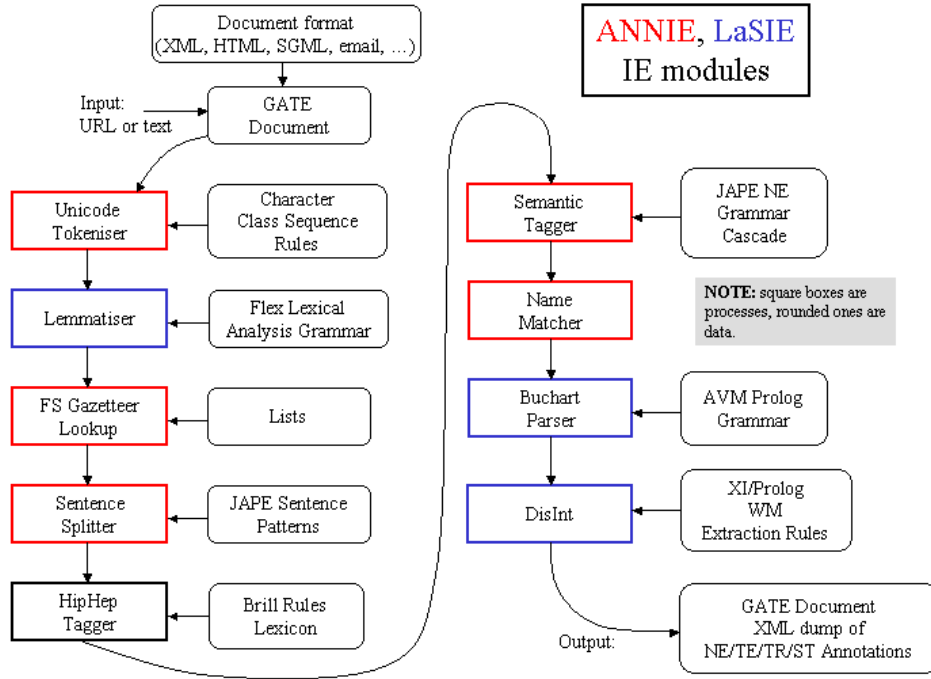 Document format
(XML, HTML, SGML, email, ...)
ANNIE, LaSIE
IE modules
Input:
URL or text
GATE
Document
Unicode
Tokeniser
Character
Class Sequence
Rules
Lemmatiser
Flex Lexical
Analysis Grammar
FS Gazetteer
Lookup
Lists
Sentence
Splitter
JAPE Sentence
Patterns
HipHep
Tagger
Brill Rules
Lexicon
Semantic
Tagger
JAPE NE
Grammar
Cascade
Name
Matcher
NOTE: square boxes are
processes, rounded ones are
data.
Buchart
Parser
AVM Prolog
Grammar
DisInt
XI/Prolog
WM
Extraction Rules
Output:
GATE Document
XML dump of
NE/TE/TR/ST Annotations